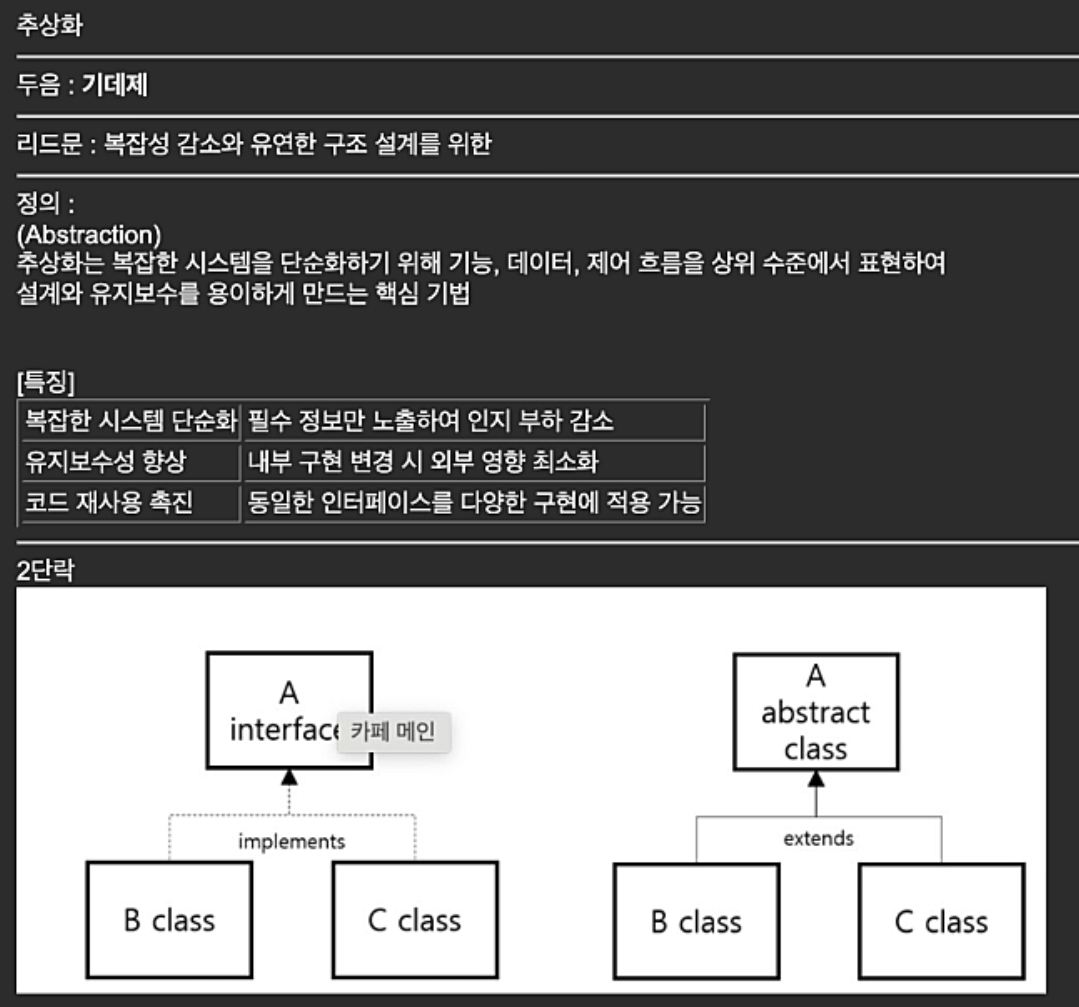 추상화
두음 : 기데제
리드문 : 복잡성 감소와 유연한 구조 설계를 위한
정의 :
(Abstraction)
추상화는 복잡한 시스템을 단순화하기 위해 기능, 데이터, 제어 흐름을 상위 수준에서 표현하여
설계와 유지보수를 용이하게 만드는 핵심 기법
[특징]
복잡한 시스템 단순화 필수 정보만 노출하여 인지 부하 감소
유지보수성 향상 내부 구현 변경 시 외부 영향 최소화
코드 재사용 촉진 동일한 인터페이스를 다양한 구현에 적용 가능
2단락
A
interface
카페 메인
implements
B class
C class
A
abstract
class
extends
B class
C class